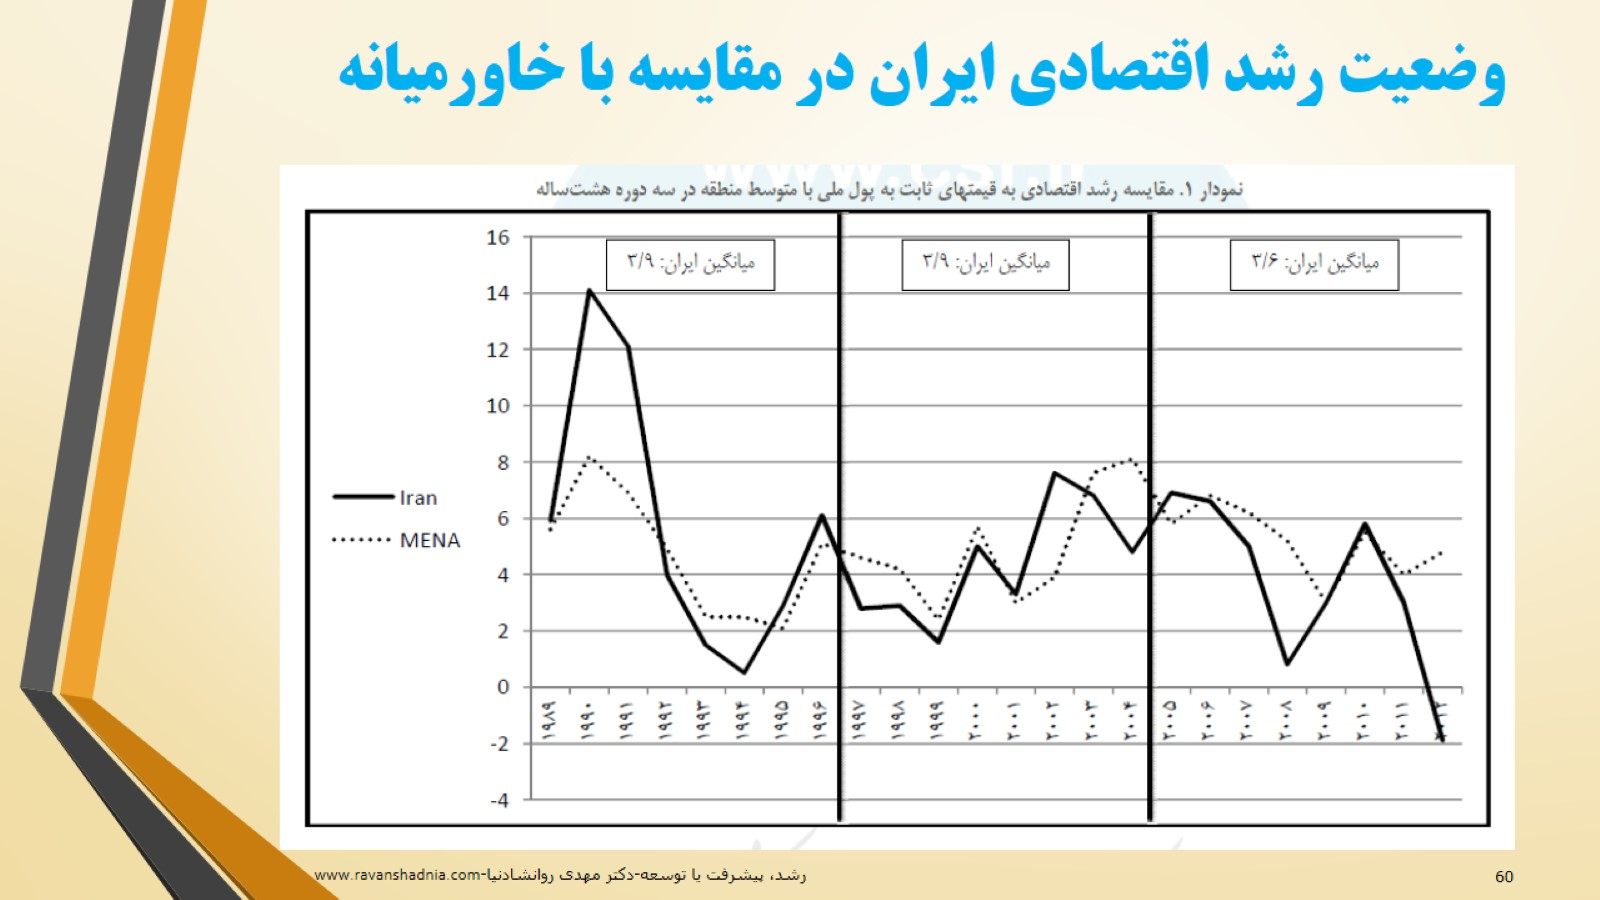 وضعیت رشد اقتصادی ایران در مقایسه با خاورمیانه
www.csr.ir
نمودار ۱. مقایسه رشد اقتصادی به قیمتهای ثابت به پول ملی با متوسط منطقه در سه دوره هشت‌ساله
میانگین ایران: ۳/۹
میانگین ایران: ۳/۹
میانگین ایران: ۳/۶
16
14
12
10
8
6
4
2
0
-2
-4
Iran
MENA
۱۹۸۹ ۱۹۹۰ ۱۹۹۱ ۱۹۹۲ ۱۹۹۳ ۱۹۹۴ ۱۹۹۵ ۱۹۹۶ ۱۹۹۷ ۱۹۹۸ ۱۹۹۹ ۲۰۰۰ ۲۰۰۱ ۲۰۰۲ ۲۰۰۳ ۲۰۰۴ ۲۰۰۵ ۲۰۰۶ ۲۰۰۷ ۲۰۰۸ ۲۰۰۹ ۲۰۱۰ ۲۰۱۱ ۲۰۱۲
رشد، پیشرفت یا توسعه-دکتر مهدی روانشادنیا-www.ravanshadnia.com
60